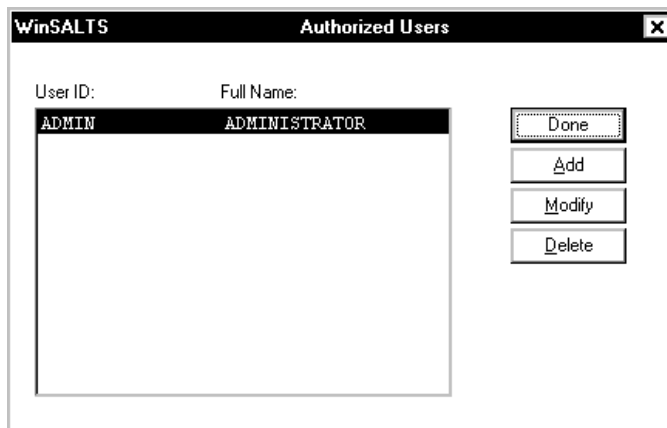 WinSALTS Authorized Users
User ID: Full Name:
ADMIN ADMINISTRATOR
Done
Add
Modify
Delete